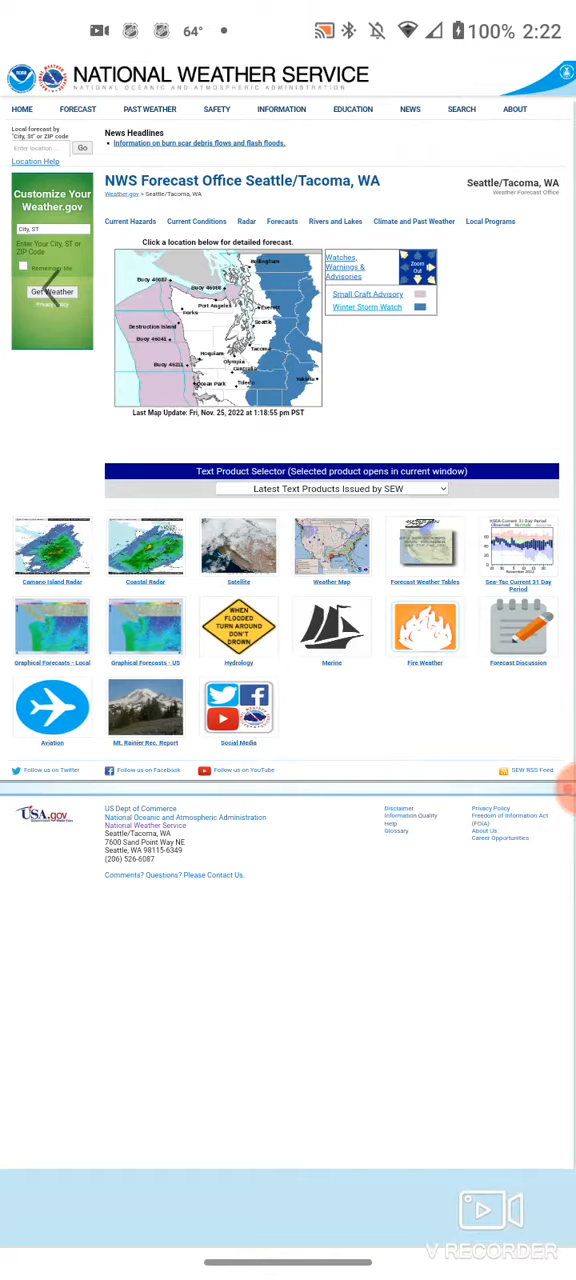 64°
100% 2:22
NATIONAL WEATHER SERVICE
NATIONAL OCEANIC AND ATMOSPHERIC ADMINISTRATION
HOME FORECAST PAST WEATHER SAFETY INFORMATION EDUCATION NEWS SEARCH ABOUT
Local forecast by
"City, St" or ZIP code
Enter location ...
Go
Location Help
News Headlines
Information on burn scar debris flows and flash floods.
Customize Your
Weather.gov
City, ST
Enter Your City, ST or
ZIP Code
Remember Me
Get Weather
Privacy Policy
NWS Forecast Office Seattle/Tacoma, WA
Weather.gov > Seattle/Tacoma, WA
Seattle/Tacoma, WA
Weather Forecast Office
Current Hazards Current Conditions Radar Forecasts Rivers and Lakes Climate and Past Weather Local Programs
Click a location below for detailed forecast.
Bellingham
Buoy 46087
Buoy 46088
Port Angeles
Everett
Forks
Seattle
Destruction Island
Buoy 46041
Tacoma
Hoquiam
Olympia
Buoy 46211
Centralia
Ocean Park
Toledo
Yakima
Last Map Update: Fri, Nov. 25, 2022 at 1:18:55 pm PST
Watches,
Warnings &
Advisories
Zoom
Out
Small Craft Advisory
Winter Storm Watch
Text Product Selector (Selected product opens in current window)
Latest Text Products Issued by SEW
Camano Island Radar
Coastal Radar
Satellite
Weather Map
Forecast Weather Tables
Sea-Tac Current 31 Day
Period
Graphical Forecasts - Local
Graphical Forecasts - US
WHEN
FLOODED
TURN AROUND
DON'T
DROWN
Hydrology
Marine
Fire Weather
Forecast Discussion
Aviation
Mt. Rainier Rec. Report
Social Media
Follow us on Twitter
Follow us on Facebook
Follow us on YouTube
SEW RSS Feed
USA.gov
US Dept of Commerce
National Oceanic and Atmospheric Administration
National Weather Service
Seattle/Tacoma, WA
7600 Sand Point Way NE
Seattle, WA 98115-6349
(206) 526-6087
Comments? Questions? Please Contact Us.
Disclaimer
Information Quality
Help
Glossary
Privacy Policy
Freedom of Information Act
(FOIA)
About Us
Career Opportunities
V RECORDER